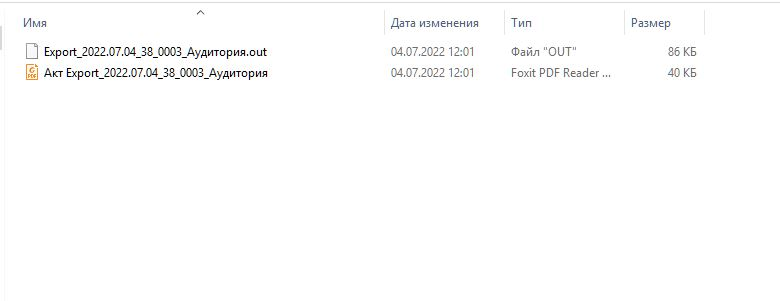 Имя Дата изменения Тип Размер
Export_2022.07.04_38_0003_Аудитория.out 04.07.2022 12:01 Файл "OUT" 86 КБ
Акт Export_2022.07.04_38_0003_Аудитория 04.07.2022 12:01 Foxit PDF Reader ... 40 КБ